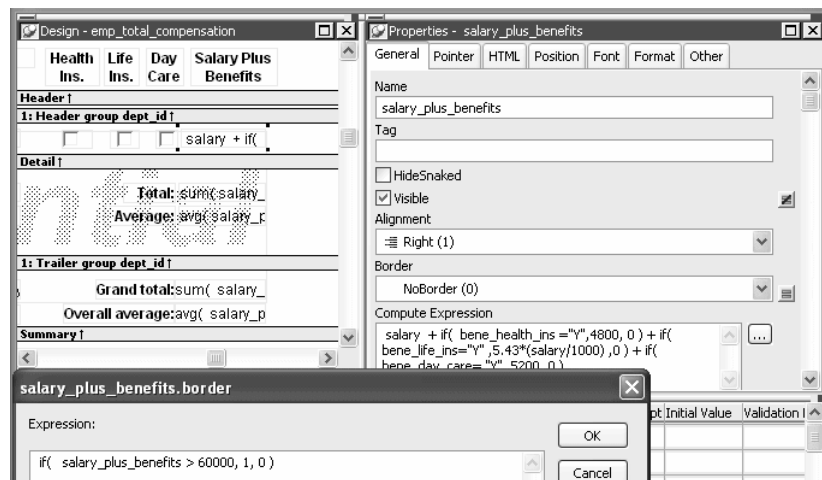 Design - emp_total_compensation
Health Ins.
Life Ins.
Day Care
Salary Plus Benefits
Header ↑
1: Header group dept_id ↑
salary + if(
Detail ↑
Total: sum( salary_
Average: avg( salary_p
1: Trailer group dept_id ↑
Grand total: sum( salary_
Overall average: avg( salary_p
Summary ↑
Properties - salary_plus_benefits
General Pointer HTML Position Font Format Other
Name
salary_plus_benefits
Tag
HideSnaked
Visible
Alignment
Right (1)
Border
NoBorder (0)
Compute Expression
salary + if( bene_health_ins ="Y",4800, 0 ) + if(
bene_life_ins="Y" ,5.43*(salary/1000) ,0 ) + if(
bene_day_care= "Y", 5200, 0 )
...
pt Initial Value Validation
salary_plus_benefits.border
Expression:
if( salary_plus_benefits > 60000, 1, 0 )
OK
Cancel